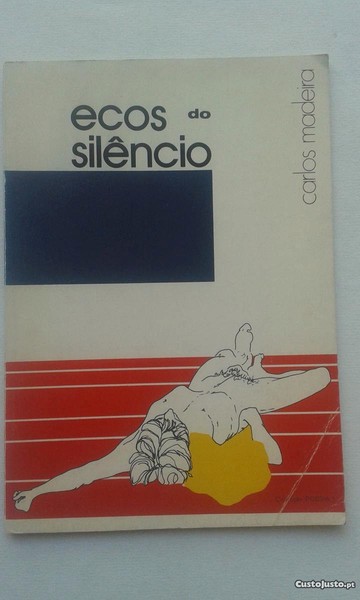 ecos do
silêncio
carlos madeira
CustoJusto.pt